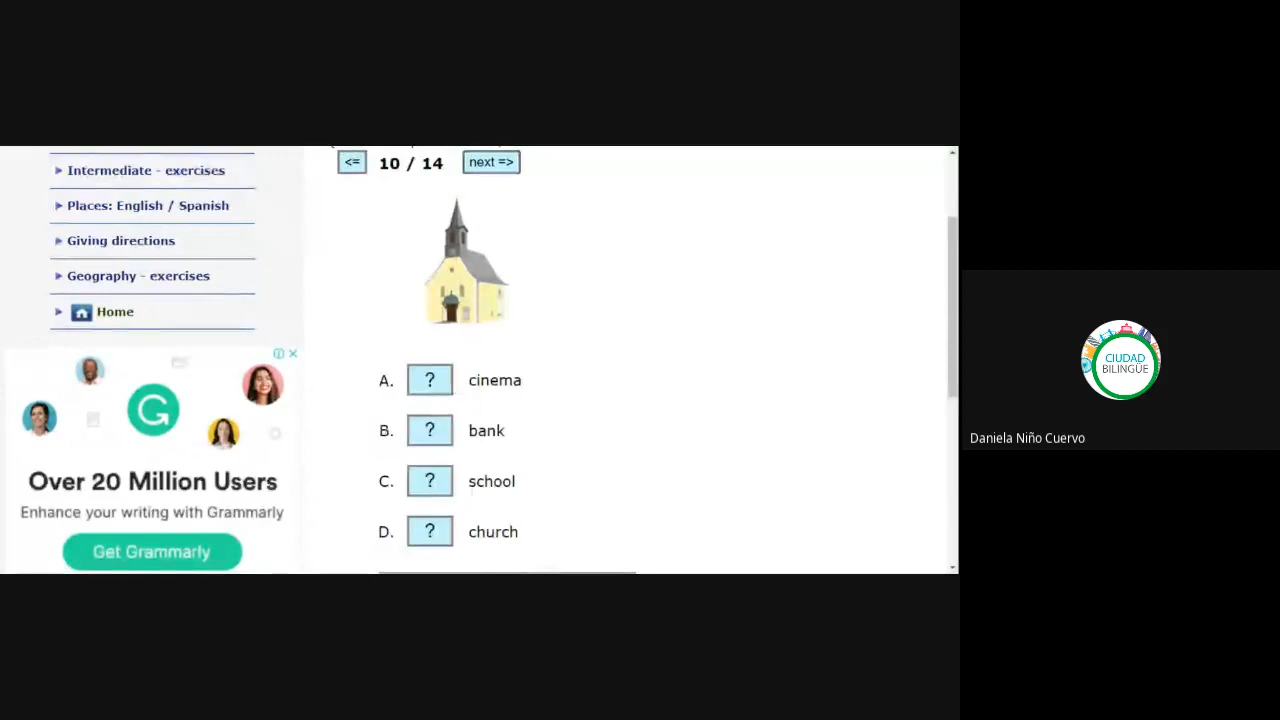 Intermediate - exercises
Places: English / Spanish
Giving directions
Geography - exercises
Home
Over 20 Million Users
Enhance your writing with Grammarly
Get Grammarly
<= 10 / 14 next =>
A. ? cinema
B. ? bank
C. ? school
D. ? church
CIUDAD
BILINGÜE
Daniela Niño Cuervo